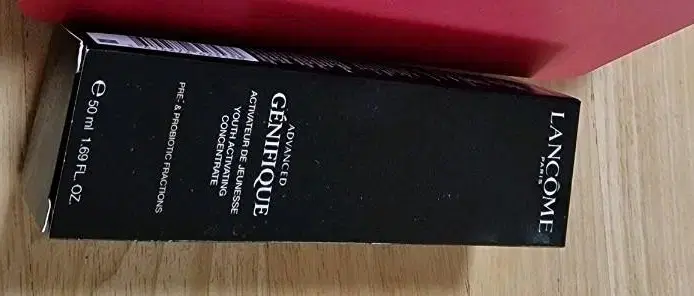 LANCÔME
PARIS
ADVANCED
GÉNIFIQUE
ACTIVATEUR DE JEUNESSE
YOUTH ACTIVATING
CONCENTRATE
PRE- & PROBIOTIC FRACTIONS
℮ 50 ml 1.69 FL. OZ.